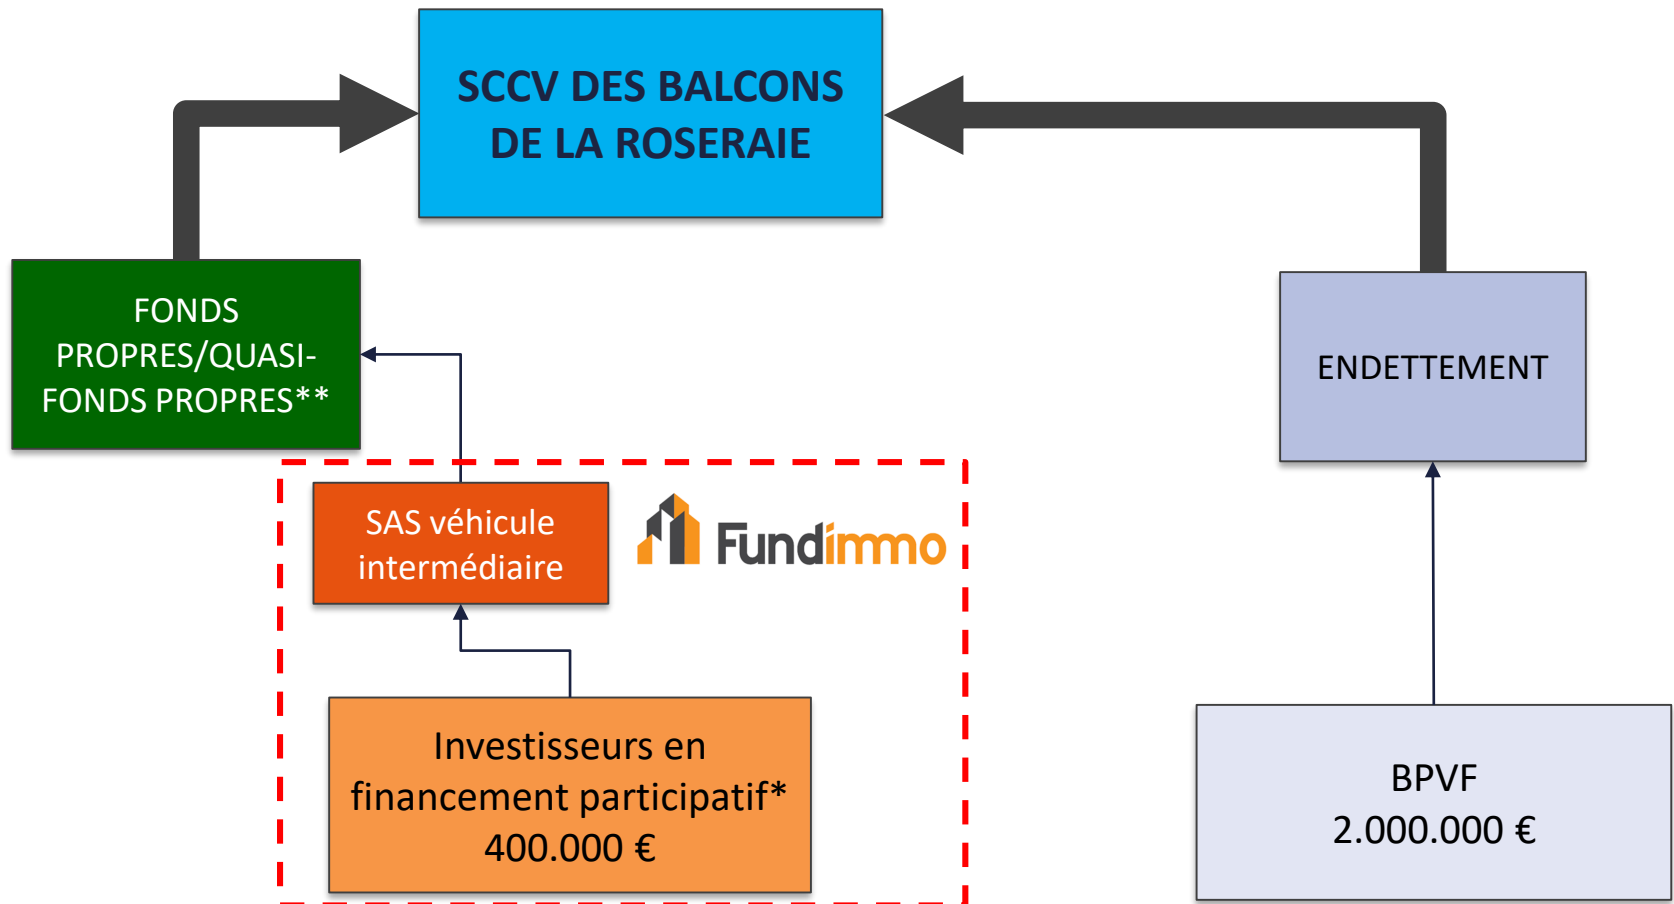 SCCV DES BALCONS
DE LA ROSERAIE
FONDS
PROPRES/QUASI-
FONDS PROPRES**
ENDETTEMENT
SAS véhicule
intermédiaire
Fundimmo
Investisseurs en
financement participatif*
400.000 €
BPVF
2.000.000 €